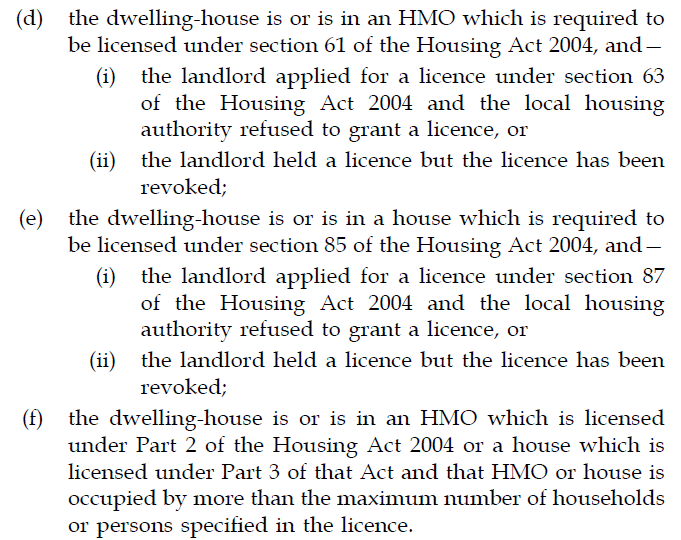 (d) the dwelling-house is or is in an HMO which is required to
be licensed under section 61 of the Housing Act 2004, and—
(i) the landlord applied for a licence under section 63
of the Housing Act 2004 and the local housing
authority refused to grant a licence, or
(ii) the landlord held a licence but the licence has been
revoked;
(e) the dwelling-house is or is in a house which is required to
be licensed under section 85 of the Housing Act 2004, and—
(i) the landlord applied for a licence under section 87
of the Housing Act 2004 and the local housing
authority refused to grant a licence, or
(ii) the landlord held a licence but the licence has been
revoked;
(f) the dwelling-house is or is in an HMO which is licensed
under Part 2 of the Housing Act 2004 or a house which is
licensed under Part 3 of that Act and that HMO or house is
occupied by more than the maximum number of households
or persons specified in the licence.